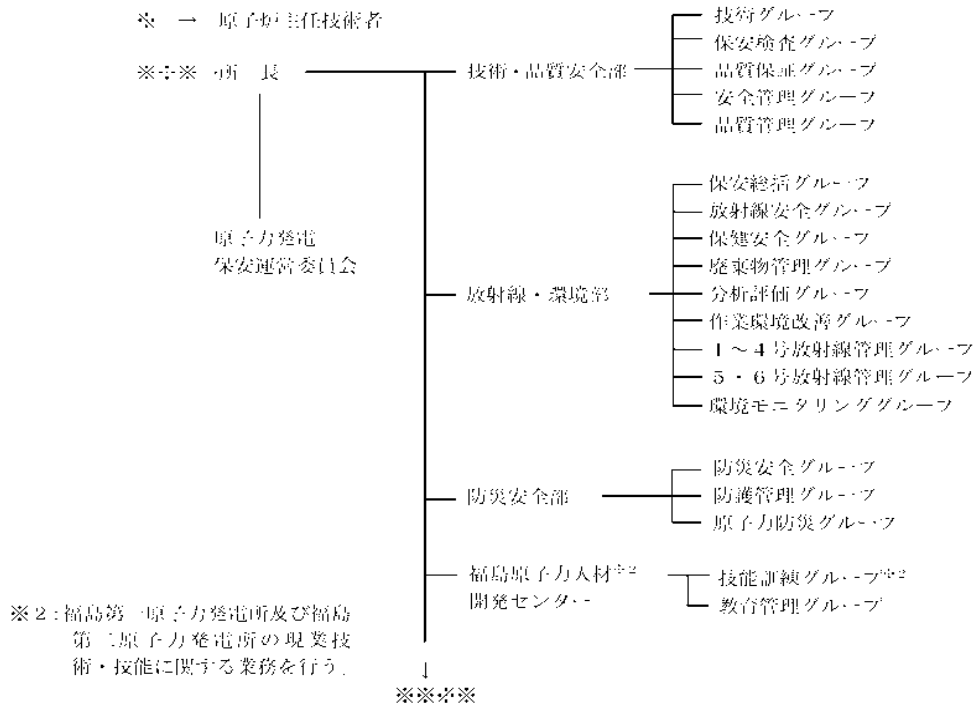 ※ → 原子炉主任技術者
※※※ 所 長
原子力発電
保安運営委員会
技術・品質安全部
技術グループ
保安検査グループ
品質保証グループ
安全管理グループ
品質管理グループ
放射線・環境部
保安総括グループ
放射線安全グループ
保健安全グループ
廃棄物管理グループ
分析評価グループ
作業環境改善グループ
1～4号放射線管理グループ
5・6号放射線管理グループ
環境モニタリンググループ
防災安全部
防災安全グループ
防護管理グループ
原子力防災グループ
福島原子力人材※2
開発センター
技能訓練グループ※2
教育管理グループ
※2:福島第一原子力発電所及び福島
第二原子力発電所の現業技
術・技能に関する業務を行う。
↓
※※※※